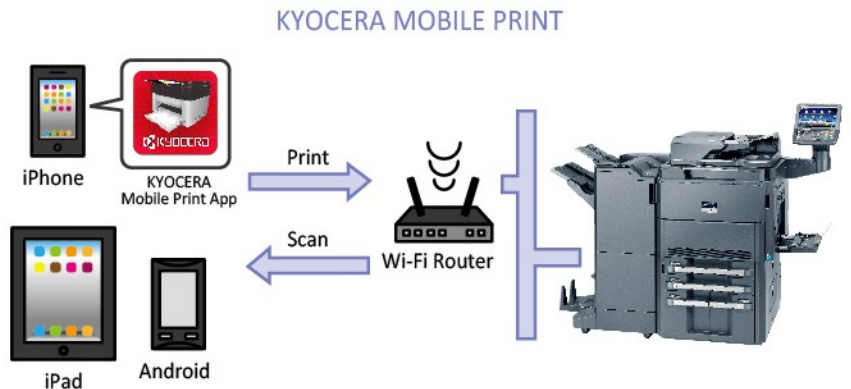 KYOCERA MOBILE PRINT
KYOCERA
iPhone
KYOCERA
Mobile Print App
Print
Scan
Wi-Fi Router
iPad
Android